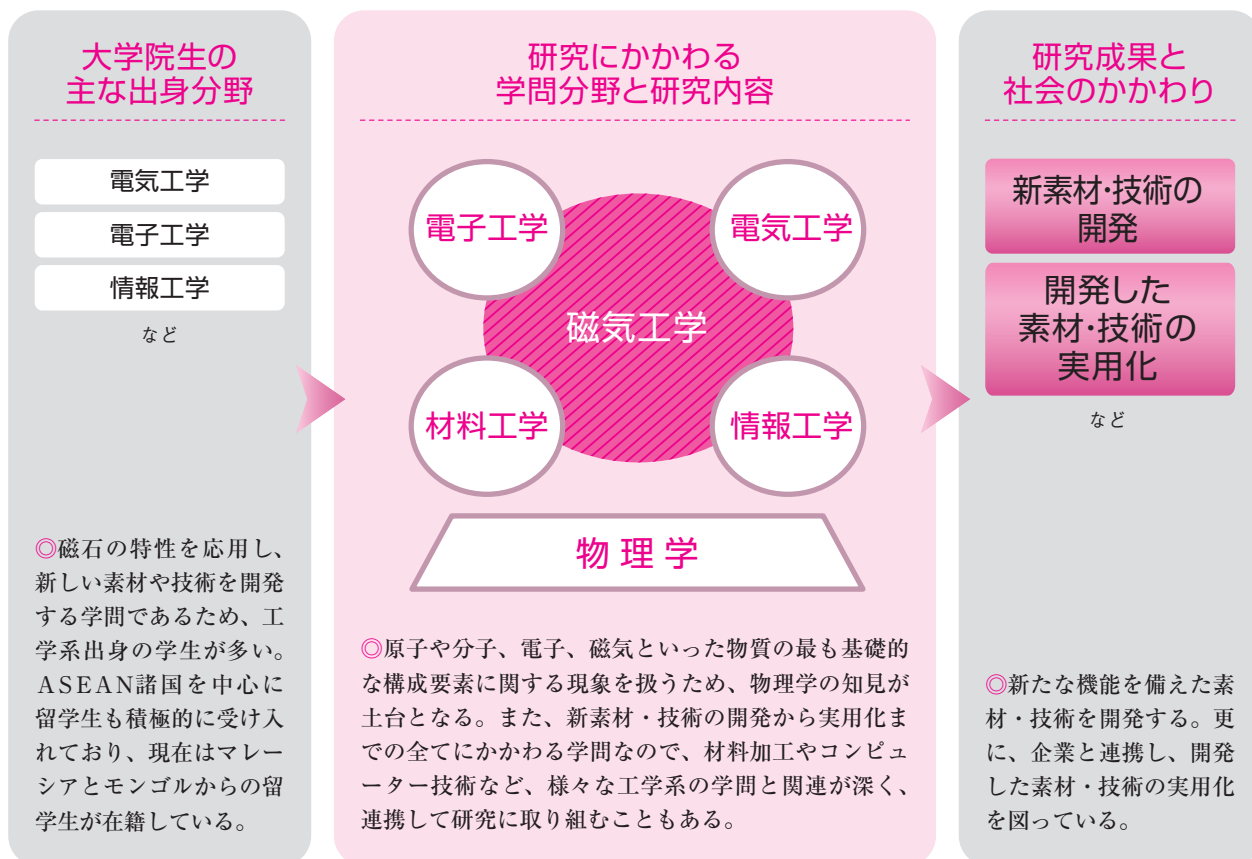 大学院生の
主な出身分野
電気工学
電子工学
情報工学
など
◎磁石の特性を応用し、
新しい素材や技術を開発
する学問であるため、工
学系出身の学生が多い。
ASEAN諸国を中心に
留学生も積極的に受け入
れており、現在はマレー
シアとモンゴルからの留
学生が在籍している。
研究にかかわる
学問分野と研究内容
電子工学
電気工学
磁気工学
材料工学
情報工学
物理学
◎原子や分子、電子、磁気といった物質の最も基礎的
な構成要素に関する現象を扱うため、物理学の知見が
土台となる。また、新素材・技術の開発から実用化ま
での全てにかかわる学問なので、材料加工やコンピュ
ーター技術など、様々な工学系の学問と関連が深く、
連携して研究に取り組むこともある。
研究成果と
社会のかかわり
新素材・技術の
開発
開発した
素材・技術の
実用化
など
◎新たな機能を備えた素
材・技術を開発する。更
に、企業と連携し、開発
した素材・技術の実用化
を図っている。